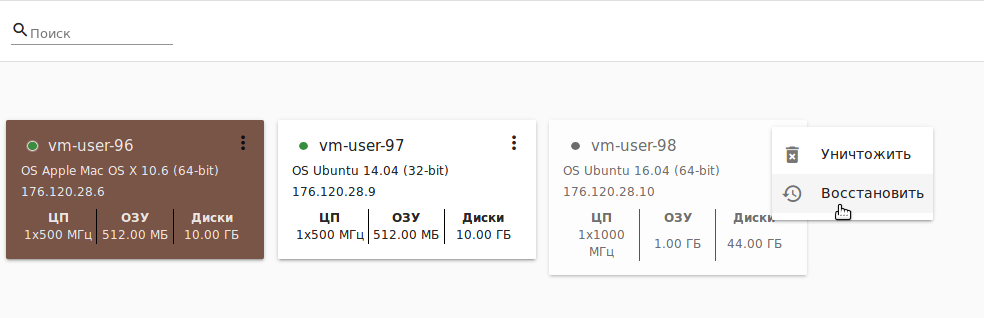 Поиск
vm-user-96
OS Apple Mac OS X 10.6 (64-bit)
176.120.28.6
ЦП ОЗУ Диски
1x500 МГц 512.00 МБ 10.00 ГБ
vm-user-97
OS Ubuntu 14.04 (32-bit)
176.120.28.9
ЦП ОЗУ Диски
1x500 МГц 512.00 МБ 10.00 ГБ
vm-user-98
OS Ubuntu 16.04 (64-bit)
176.120.28.10
ЦП ОЗУ Диски
1x1000
МГц 1.00 ГБ 44.00 ГБ
Уничтожить
Восстановить